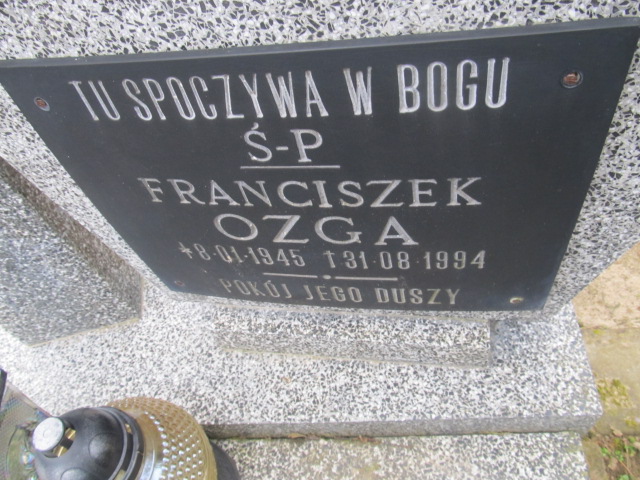 TU SPOCZYWA W BOGU
Ś-P
FRANCISZEK
OZGA
*8·01·1945 †31·08·1994
POKÓJ JEGO DUSZY